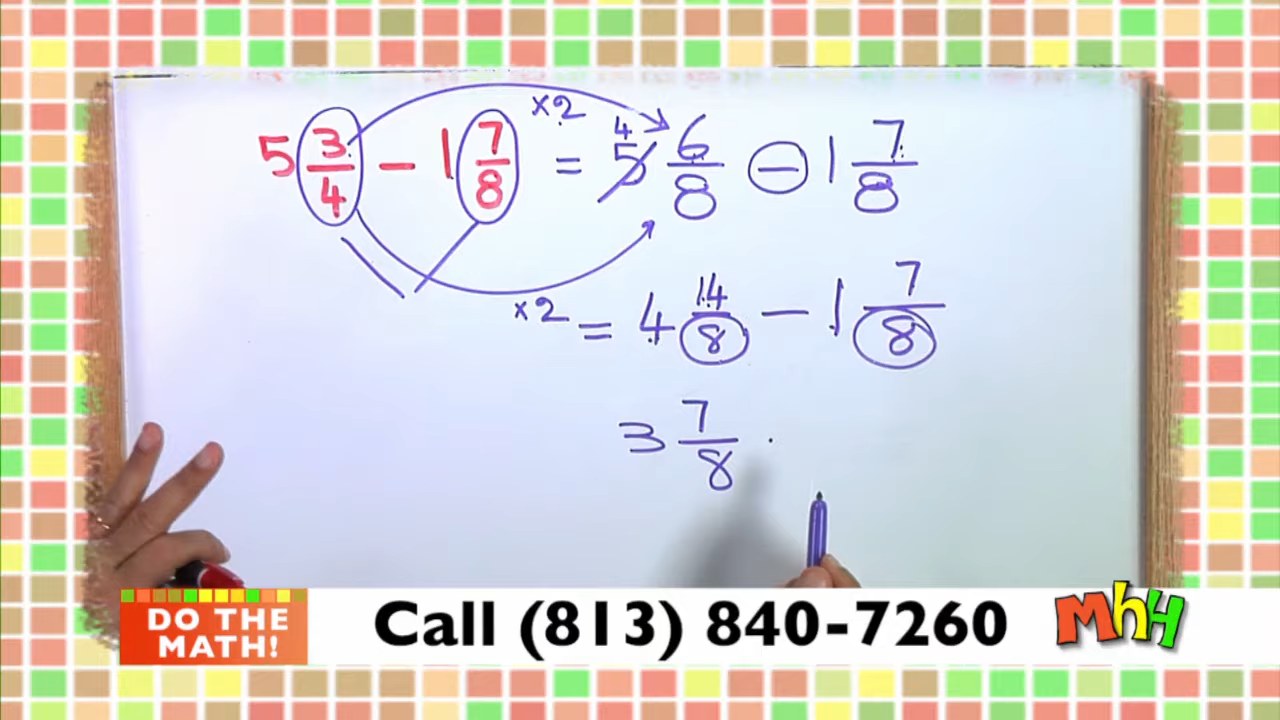 ×2
5 3/4 - 1 7/8 = 4 5 6/8 - 1 7/8
×2
= 4 14/8 - 1 7/8
3 7/8
DO THE
MATH!
Call (813) 840-7260
MhH